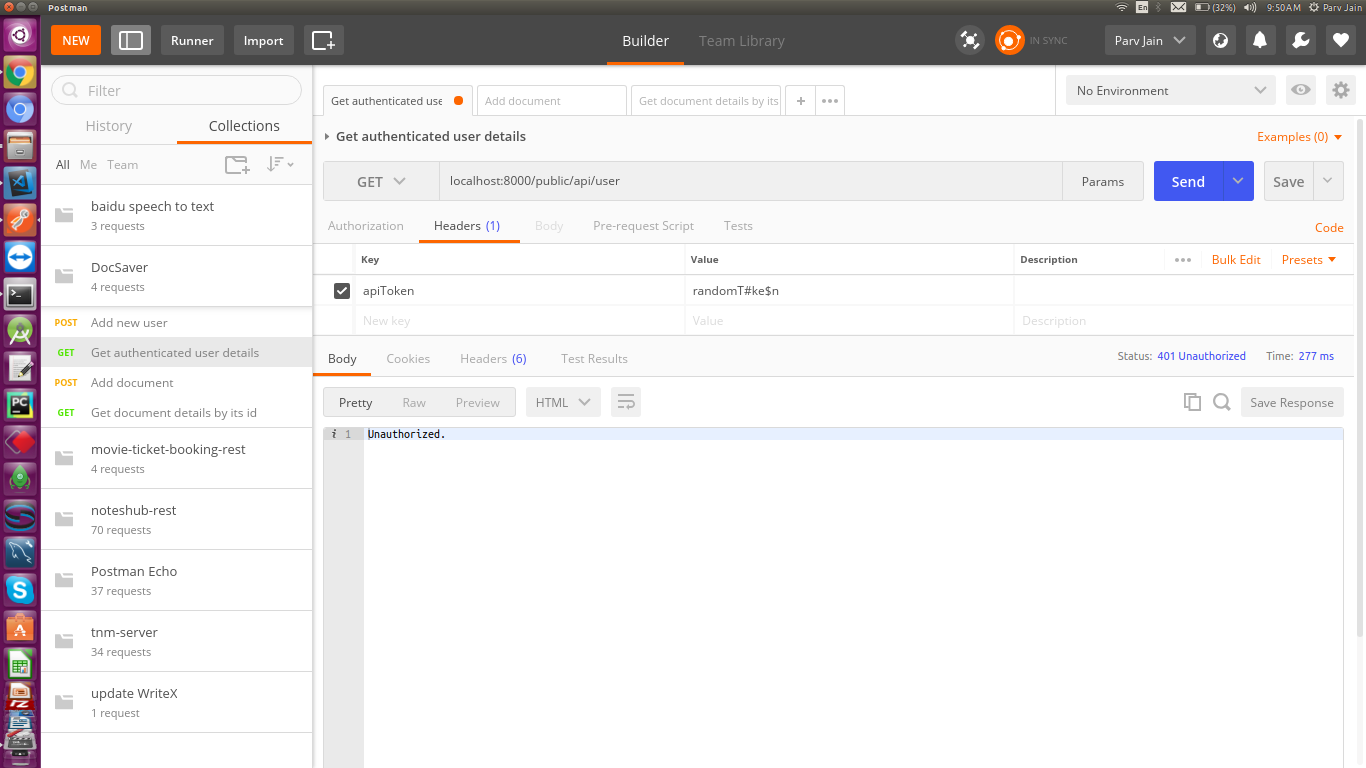 Postman
En
(32%)
9:50 AM
Parv Jain
NEW
Runner
Import
Builder
Team Library
IN SYNC
Parv Jain
Filter
History
Collections
All
Me
Team
baidu speech to text
3 requests
DocSaver
4 requests
POST Add new user
GET Get authenticated user details
POST Add document
GET Get document details by its id
movie-ticket-booking-rest
4 requests
noteshub-rest
70 requests
Postman Echo
37 requests
tnm-server
34 requests
update WriteX
1 request
Get authenticated use
Add document
Get document details by its
No Environment
Get authenticated user details
Examples (0)
GET
localhost:8000/public/api/user
Params
Send
Save
Authorization
Headers (1)
Body
Pre-request Script
Tests
Code
Key
Value
Description
Bulk Edit
Presets
apiToken
randomT#ke$n
New key
Value
Description
Body
Cookies
Headers (6)
Test Results
Status: 401 Unauthorized
Time: 277 ms
Pretty
Raw
Preview
HTML
Save Response
i 1 Unauthorized.